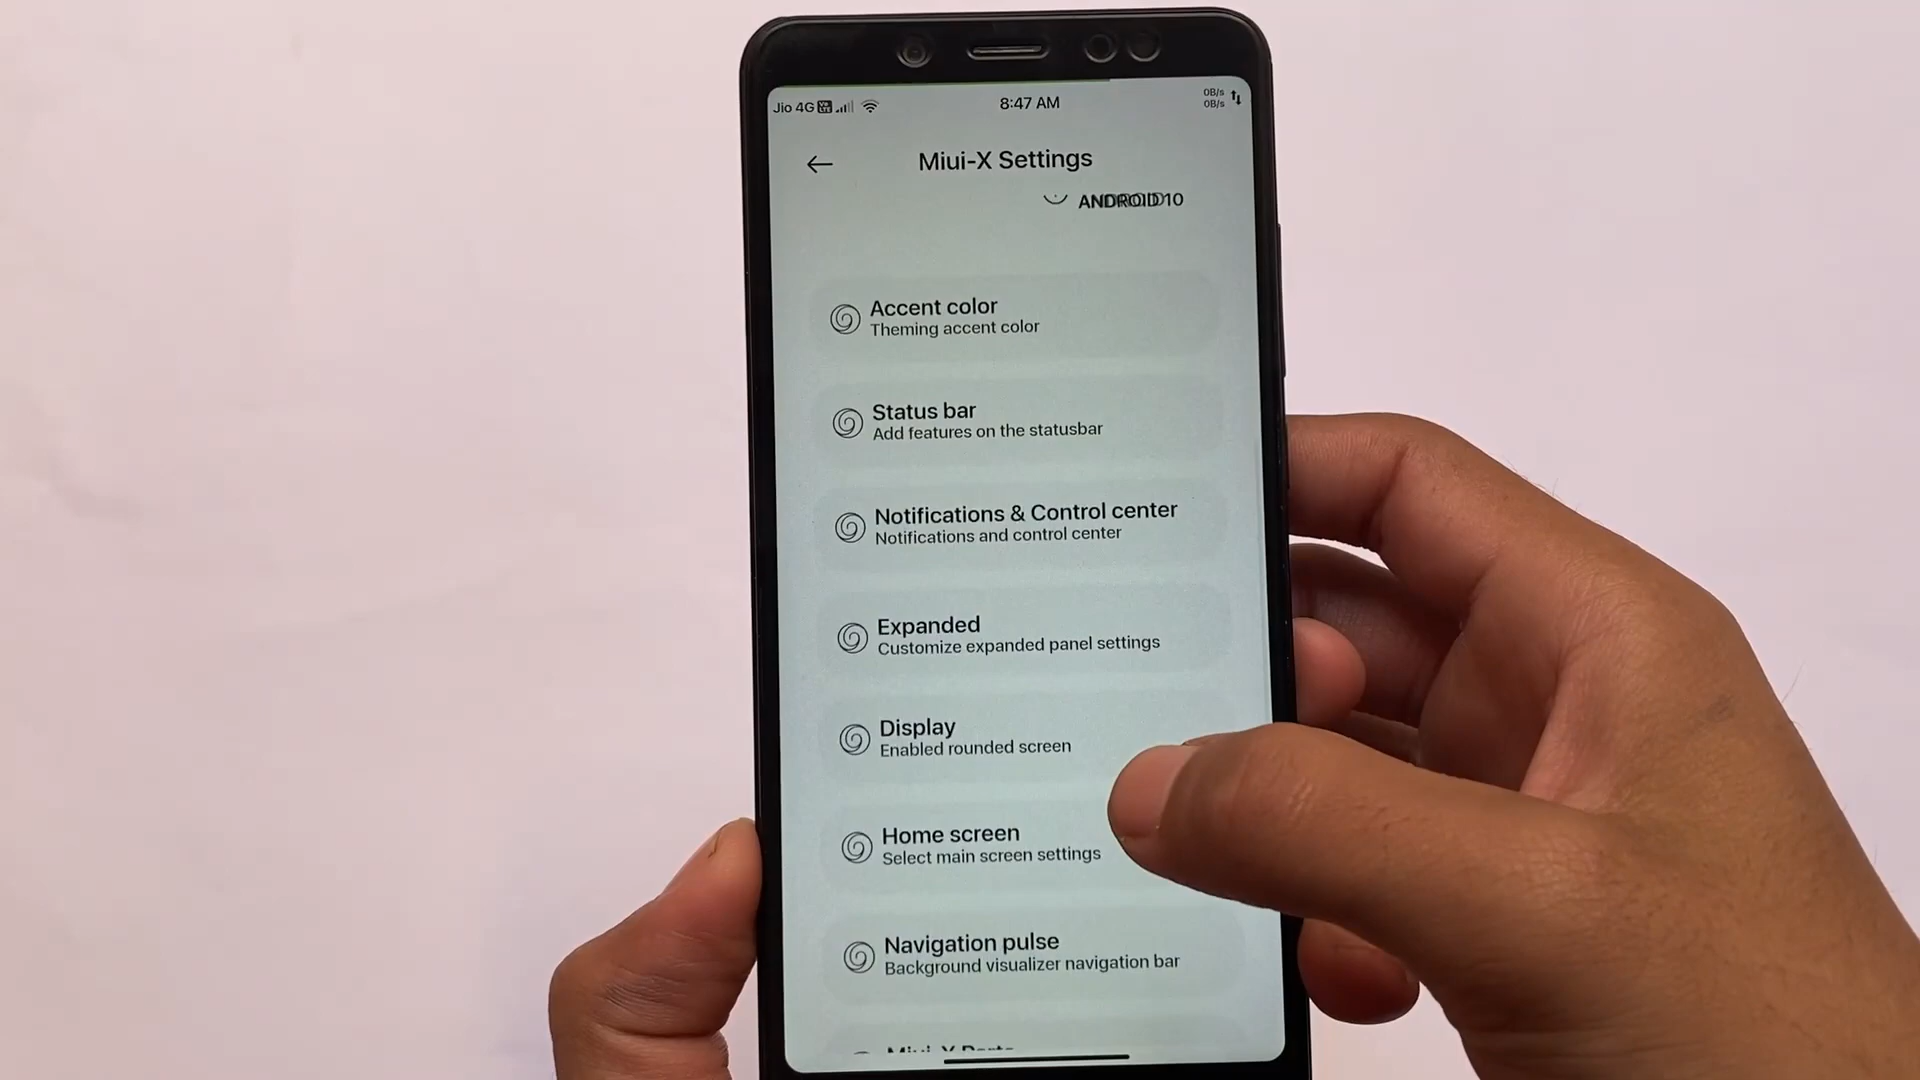 Jio 4G
8:47 AM
0B/s
0B/s
Miui-X Settings
ANDROID 10
Accent color
Theming accent color
Status bar
Add features on the statusbar
Notifications & Control center
Notifications and control center
Expanded
Customize expanded panel settings
Display
Enabled rounded screen
Home screen
Select main screen settings
Navigation pulse
Background visualizer navigation bar